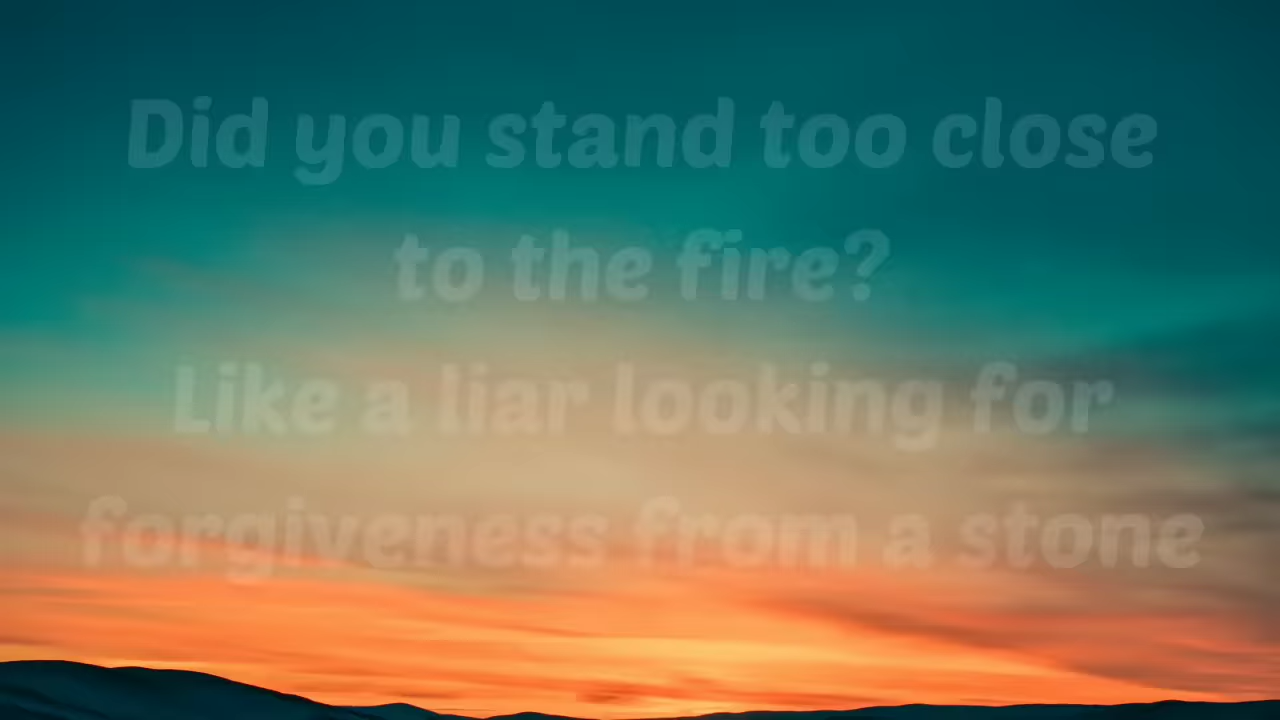 Did you stand too close
to the fire?
Like a liar looking for
forgiveness from a stone